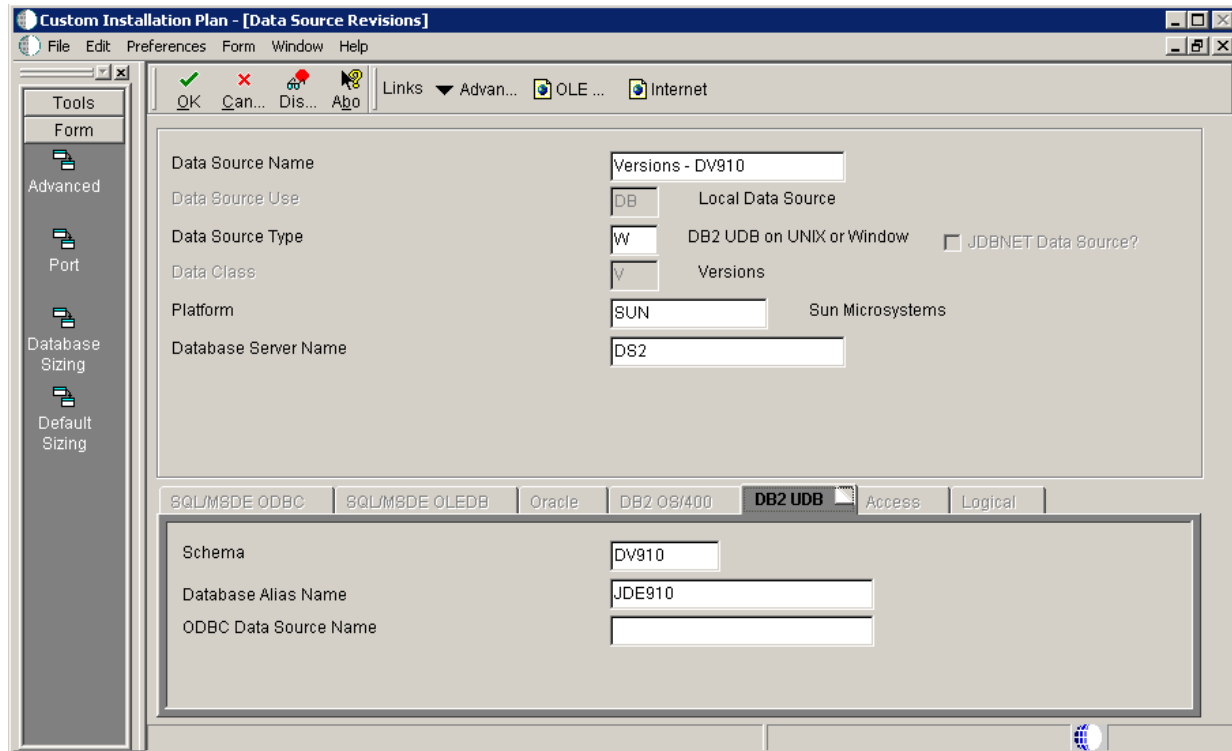 Custom Installation Plan - [Data Source Revisions]
File Edit Preferences Form Window Help
Tools
Form
Advanced
Port
Database
Sizing
Default
Sizing
OK Can... Dis... Abo Links Advan... OLE ... Internet
Data Source Name Versions - DV910
Data Source Use DB Local Data Source
Data Source Type W DB2 UDB on UNIX or Window JDBNET Data Source?
Data Class V Versions
Platform SUN Sun Microsystems
Database Server Name DS2
SQL/MSDE ODBC SQL/MSDE OLEDB Oracle DB2 OS/400 DB2 UDB Access Logical
Schema DV910
Database Alias Name JDE910
ODBC Data Source Name